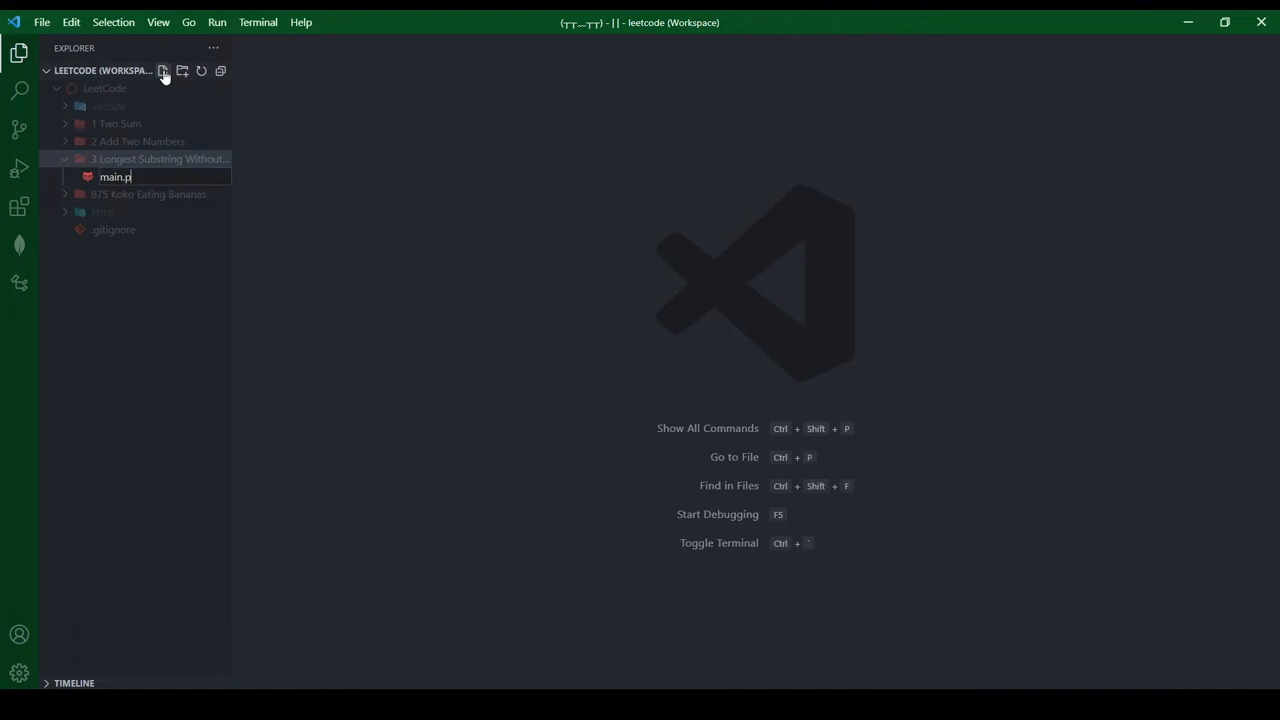 File Edit Selection View Go Run Terminal Help
(┬┬﹏┬┬) - | | - leetcode (Workspace)
EXPLORER
LEETCODE (WORKSPA...
LeetCode
.vscode
1 Two Sum
2 Add Two Numbers
3 Longest Substring Without...
main.p
875 Koko Eating Bananas
temp
.gitignore
Show All Commands Ctrl + Shift + P
Go to File Ctrl + P
Find in Files Ctrl + Shift + F
Start Debugging F5
Toggle Terminal Ctrl + `
TIMELINE